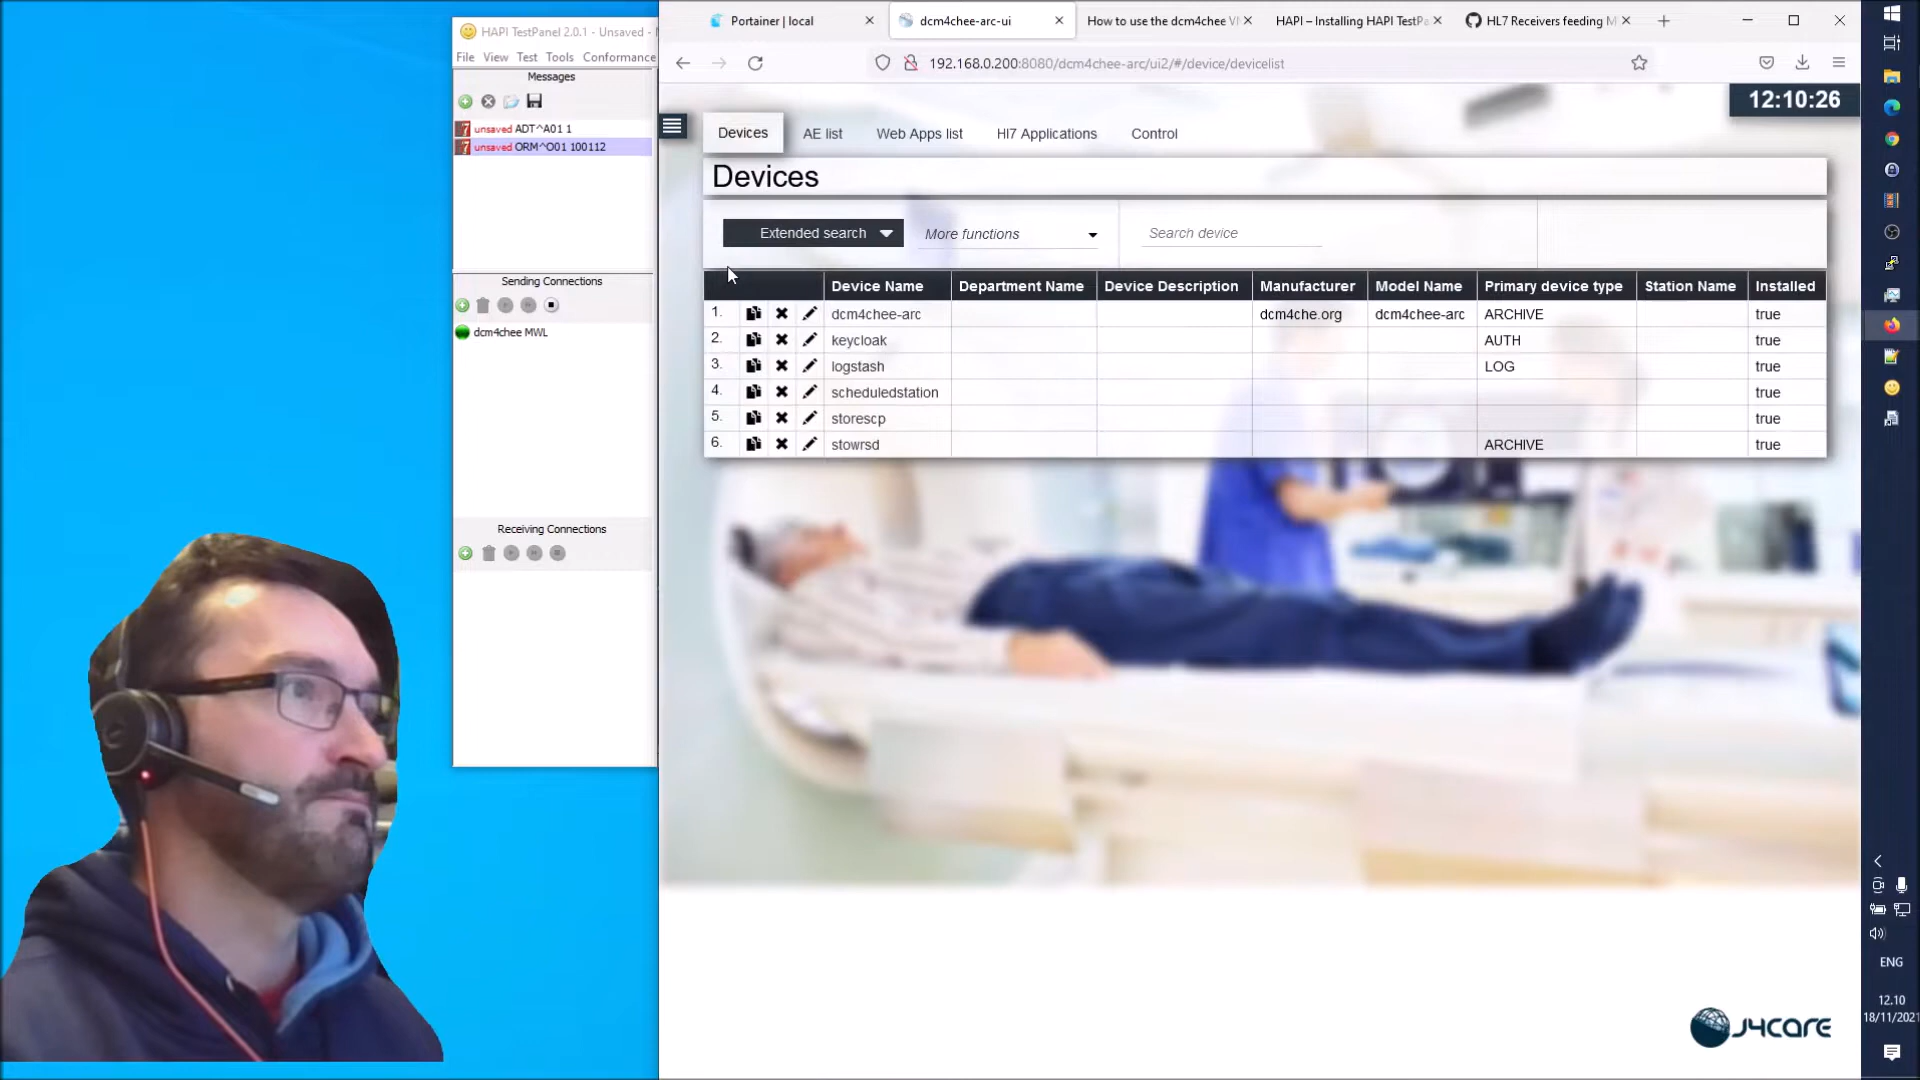 HAPI TestPanel 2.0.1 - Unsaved -
File View Test Tools Conformance
Messages
unsaved ADT^A01 1
unsaved ORM^O01 100112
Sending Connections
dcm4chee MWL
Receiving Connections
Portainer | local
dcm4chee-arc-ui
How to use the dcm4chee
HAPI – Installing HAPI TestPa
HL7 Receivers feeding
192.168.0.200:8080/dcm4chee-arc/ui2/#/device/devicelist
12:10:26
Devices AE list Web Apps list Hl7 Applications Control
Devices
Extended search More functions Search device
Device Name Department Name Device Description Manufacturer Model Name Primary device type Station Name Installed
1. dcm4chee-arc dcm4che.org dcm4chee-arc ARCHIVE true
2. keycloak AUTH true
3. logstash LOG true
4. scheduledstation true
5. storescp true
6. stowrsd ARCHIVE true
J4CARE
ENG
12.10
18/11/2021